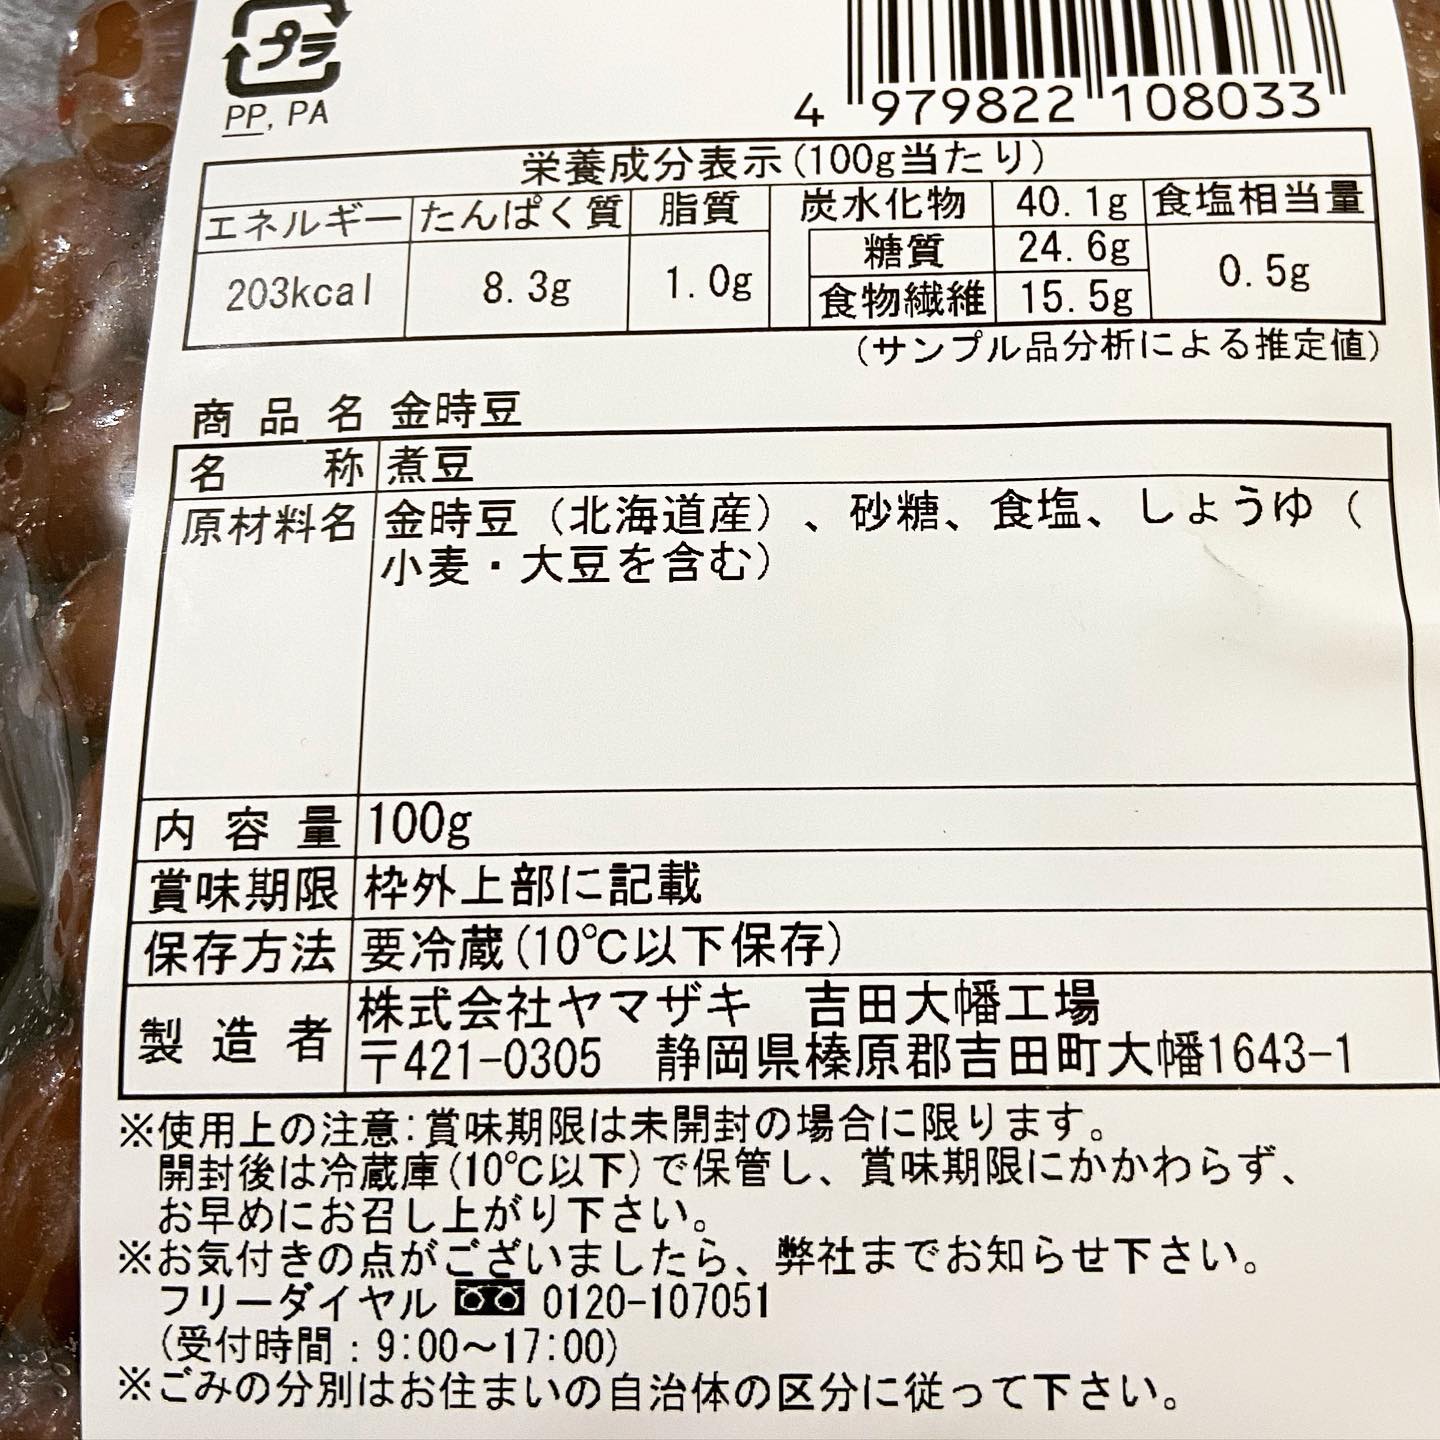 プラ
PP, PA
4 979822 108033
栄養成分表示(100g当たり)
エネルギー たんぱく質 脂質 炭水化物 40.1g 食塩相当量
203kcal 8.3g 1.0g 糖質 24.6g 0.5g
食物繊維 15.5g
(サンプル品分析による推定値)
商品名 金時豆
名称 煮豆
原材料名 金時豆(北海道産)、砂糖、食塩、しょうゆ(
小麦・大豆を含む)
内容量 100g
賞味期限 枠外上部に記載
保存方法 要冷蔵(10℃以下保存)
製造者 株式会社ヤマザキ 吉田大幡工場
〒421-0305 静岡県榛原郡吉田町大幡1643-1
※使用上の注意:賞味期限は未開封の場合に限ります。
開封後は冷蔵庫(10℃以下)で保管し、賞味期限にかかわらず、
お早めにお召し上がり下さい。
※お気付きの点がございましたら、弊社までお知らせ下さい。
フリーダイヤル 0120-107051
(受付時間:9:00～17:00)
※ごみの分別はお住まいの自治体の区分に従って下さい。